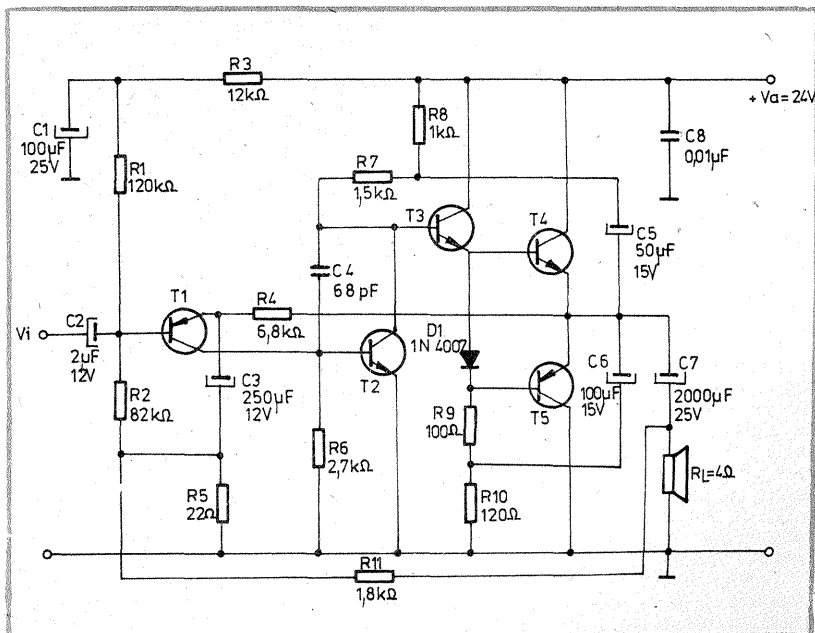 R3
12kΩ
+ Va = 24V
C1
100µF
25V
R1
120kΩ
R8
1kΩ
C8
0,01µF
R7
1,5kΩ
T3
T4
C5
50µF
15V
C4
68pF
T1
R4
6,8kΩ
Vi
C2
2µF
12V
T2
D1
1N 4007
C6
100µF
15V
C7
2000µF
25V
T5
C3
250µF
12V
R2
82kΩ
R9
100Ω
R6
2,7kΩ
R5
22Ω
R10
120Ω
RL=4Ω
R11
1,8kΩ